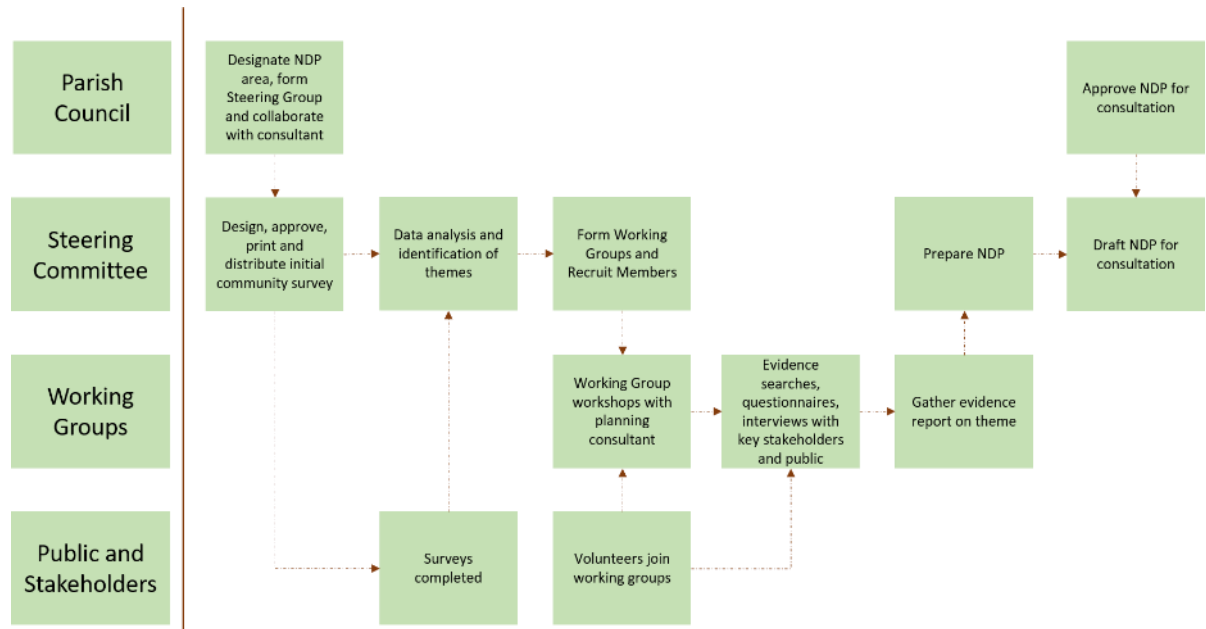 Parish
Council
Designate NDP
area, form
Steering Group
and collaborate
with consultant
Approve NDP for
consultation
Steering
Committee
Design, approve,
print and
distribute initial
community survey
Data analysis and
identification of
themes
Form Working
Groups and
Recruit Members
Prepare NDP
Draft NDP for
consultation
Working
Groups
Working Group
workshops with
planning
consultant
Evidence
searches,
questionnaires,
interviews with
key stakeholders
and public
Gather evidence
report on theme
Public and
Stakeholders
Surveys
completed
Volunteers join
working groups